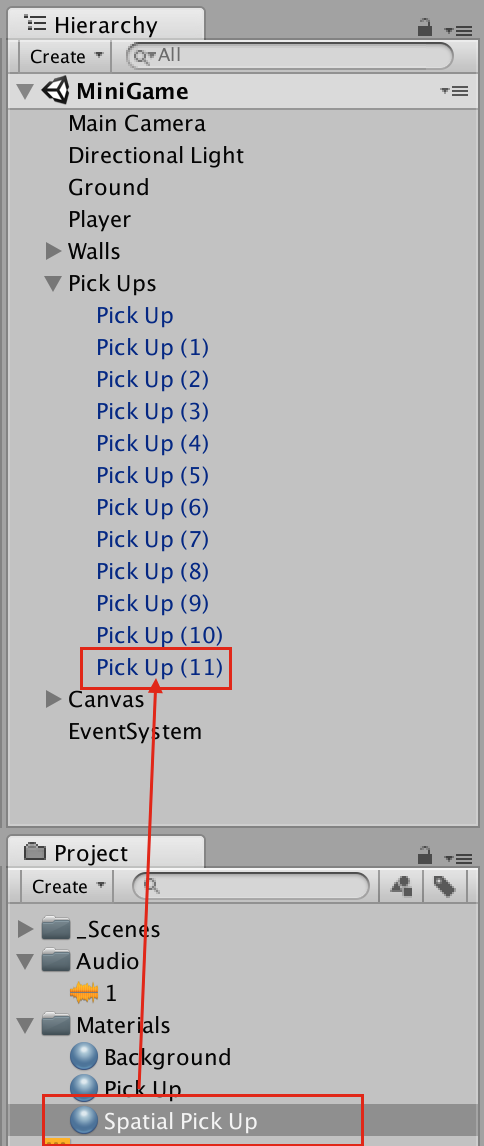 Hierarchy
Create All
MiniGame
Main Camera
Directional Light
Ground
Player
Walls
Pick Ups
Pick Up
Pick Up (1)
Pick Up (2)
Pick Up (3)
Pick Up (4)
Pick Up (5)
Pick Up (6)
Pick Up (7)
Pick Up (8)
Pick Up (9)
Pick Up (10)
Pick Up (11)
Canvas
EventSystem
Project
Create
_Scenes
Audio
1
Materials
Background
Pick Up
Spatial Pick Up